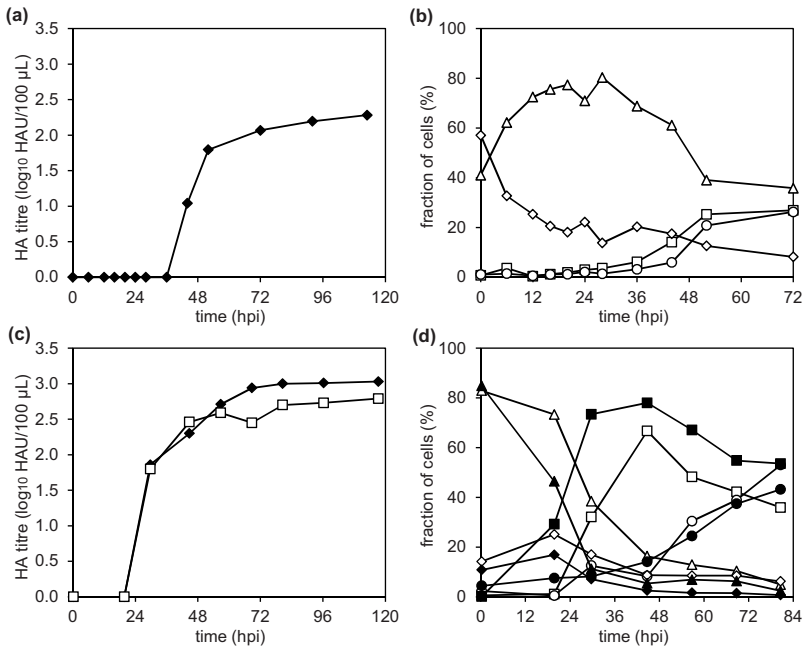 (a)
HA titre (log10 HAU/100 µL)
3.5
3.0
2.5
2.0
1.5
1.0
0.5
0.0
0 24 48 72 96 120
time (hpi)
(b)
fraction of cells (%)
100
80
60
40
20
0
0 12 24 36 48 60 72
time (hpi)
(c)
HA titre (log10 HAU/100 µL)
3.5
3.0
2.5
2.0
1.5
1.0
0.5
0.0
0 24 48 72 96 120
time (hpi)
(d)
fraction of cells (%)
100
80
60
40
20
0
0 12 24 36 48 60 72 84
time (hpi)